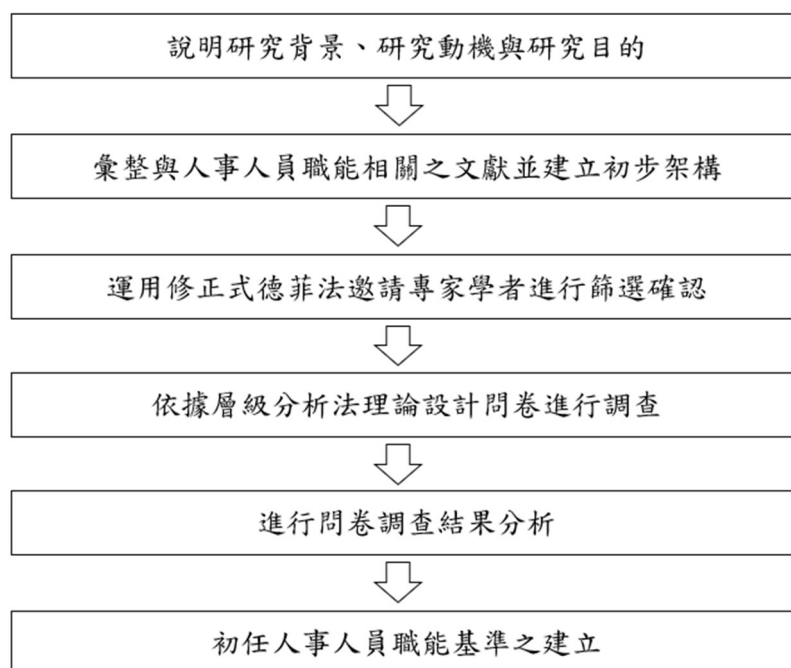 說明研究背景、研究動機與研究目的
彙整與人事人員職能相關之文獻並建立初步架構
運用修正式德菲法邀請專家學者進行篩選確認
依據層級分析法理論設計問卷進行調查
進行問卷調查結果分析
初任人事人員職能基準之建立